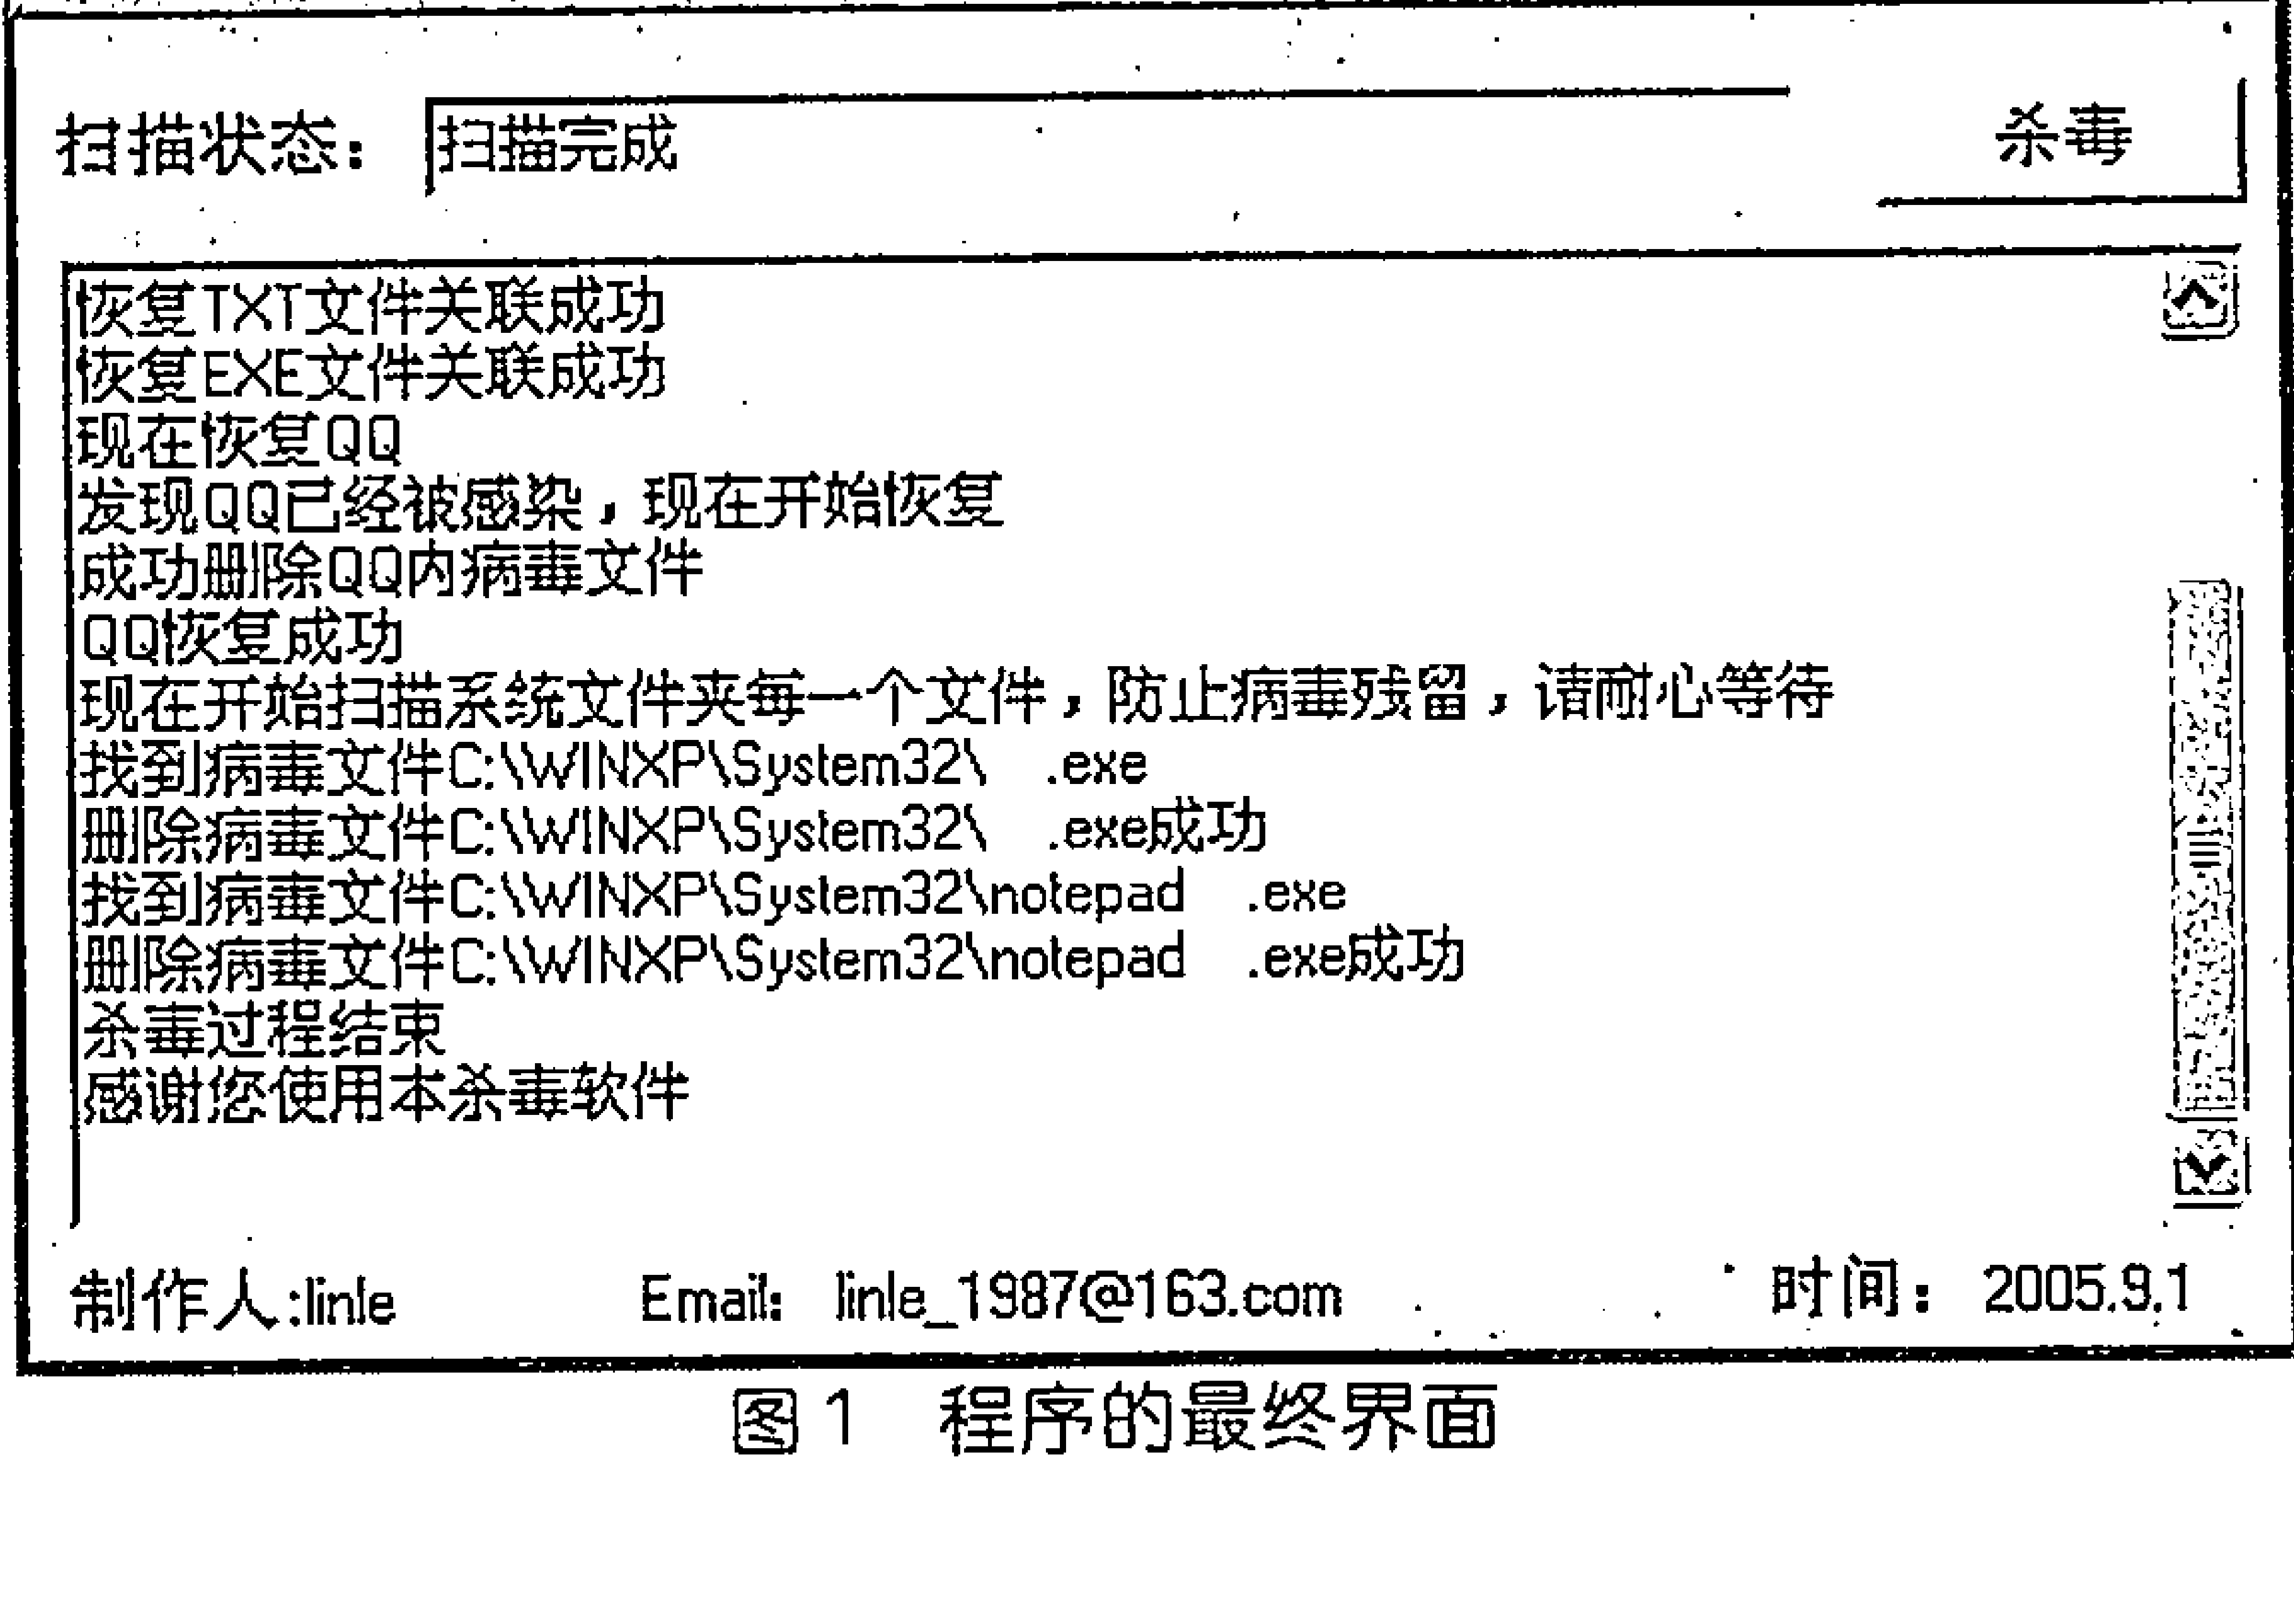 扫描状态： 扫描完成 杀毒
恢复TXT文件关联成功
恢复EXE文件关联成功
现在恢复QQ
发现QQ已经被感染，现在开始恢复
成功删除QQ内病毒文件
QQ恢复成功
现在开始扫描系统文件夹每一个文件，防止病毒残留，请耐心等待
找到病毒文件C:\WINXP\System32\   .exe
删除病毒文件C:\WINXP\System32\   .exe成功
找到病毒文件C:\WINXP\System32\notepad   .exe
删除病毒文件C:\WINXP\System32\notepad   .exe成功
杀毒过程结束
感谢您使用本杀毒软件
制作人:linle Email: linle_1987@163.com 时间：2005.9.1
图1 程序的最终界面